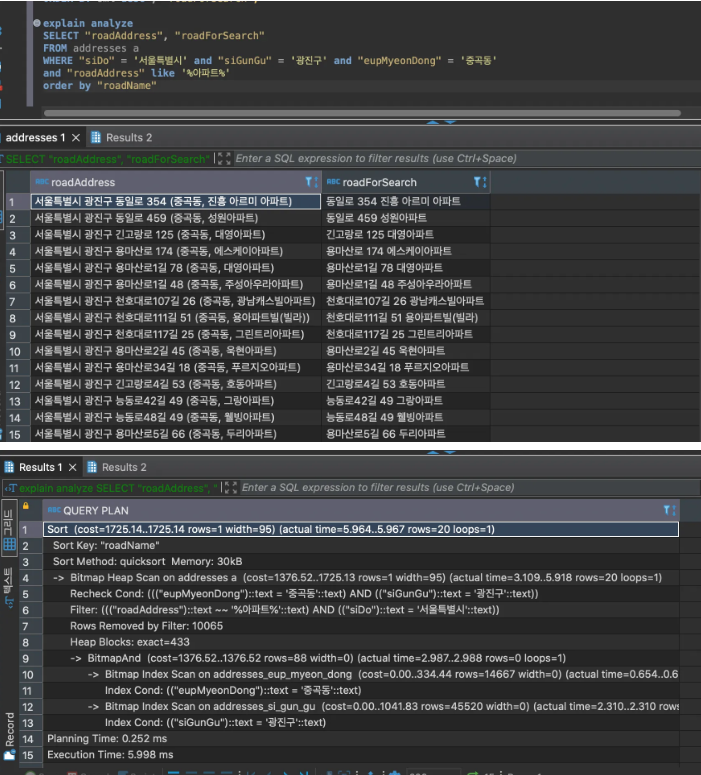 explain analyze
SELECT "roadAddress", "roadForSearch"
FROM addresses a
WHERE "siDo" = '서울특별시' and "siGunGu" = '광진구' and "eupMyeonDong" = '중곡동'
and "roadAddress" like '%아파트%'
order by "roadName"
addresses 1 Results 2
SELECT "roadAddress", "roadForSearch" Enter a SQL expression to filter results (use Ctrl+Space)
ABC roadAddress ABC roadForSearch
1 서울특별시 광진구 동일로 354 (중곡동, 진흥 아르미 아파트) 동일로 354 진흥 아르미 아파트
2 서울특별시 광진구 동일로 459 (중곡동, 성원아파트) 동일로 459 성원아파트
3 서울특별시 광진구 긴고랑로 125 (중곡동, 대영아파트) 긴고랑로 125 대영아파트
4 서울특별시 광진구 용마산로 174 (중곡동, 에스케이아파트) 용마산로 174 에스케이아파트
5 서울특별시 광진구 용마산로1길 78 (중곡동, 대영아파트) 용마산로1길 78 대영아파트
6 서울특별시 광진구 용마산로1길 48 (중곡동, 주성아우라아파트) 용마산로1길 48 주성아우라아파트
7 서울특별시 광진구 천호대로107길 26 (중곡동, 광남캐스빌아파트) 천호대로107길 26 광남캐스빌아파트
8 서울특별시 광진구 천호대로111길 51 (중곡동, 용아파트빌(빌라)) 천호대로111길 51 용아파트빌(빌라)
9 서울특별시 광진구 천호대로117길 25 (중곡동, 그린트리아파트) 천호대로117길 25 그린트리아파트
10 서울특별시 광진구 용마산로2길 45 (중곡동, 욱현아파트) 용마산로2길 45 욱현아파트
11 서울특별시 광진구 용마산로34길 18 (중곡동, 푸르지오아파트) 용마산로34길 18 푸르지오아파트
12 서울특별시 광진구 긴고랑로4길 53 (중곡동, 호동아파트) 긴고랑로4길 53 호동아파트
13 서울특별시 광진구 능동로42길 49 (중곡동, 그랑아파트) 능동로42길 49 그랑아파트
14 서울특별시 광진구 능동로48길 49 (중곡동, 웰빙아파트) 능동로48길 49 웰빙아파트
15 서울특별시 광진구 용마산로5길 66 (중곡동, 두리아파트) 용마산로5길 66 두리아파트
Results 1 Results 2
explain analyze SELECT "roadAddress", " Enter a SQL expression to filter results (use Ctrl+Space)
ABC QUERY PLAN
그리드
텍스트
Record
1 Sort (cost=1725.14..1725.14 rows=1 width=95) (actual time=5.964..5.967 rows=20 loops=1)
2 Sort Key: "roadName"
3 Sort Method: quicksort Memory: 30kB
4 -> Bitmap Heap Scan on addresses a (cost=1376.52..1725.13 rows=1 width=95) (actual time=3.109..5.918 rows=20 loops=1)
5 Recheck Cond: ((("eupMyeonDong")::text = '중곡동'::text) AND (("siGunGu")::text = '광진구'::text))
6 Filter: ((("roadAddress")::text ~~ '%아파트%'::text) AND (("siDo")::text = '서울특별시'::text))
7 Rows Removed by Filter: 10065
8 Heap Blocks: exact=433
9 -> BitmapAnd (cost=1376.52..1376.52 rows=88 width=0) (actual time=2.987..2.988 rows=0 loops=1)
10 -> Bitmap Index Scan on addresses_eup_myeon_dong (cost=0.00..334.44 rows=14667 width=0) (actual time=0.654..0.6
11 Index Cond: (("eupMyeonDong")::text = '중곡동'::text)
12 -> Bitmap Index Scan on addresses_si_gun_gu (cost=0.00..1041.83 rows=45520 width=0) (actual time=2.310..2.310 rows
13 Index Cond: (("siGunGu")::text = '광진구'::text)
14 Planning Time: 0.252 ms
15 Execution Time: 5.998 ms